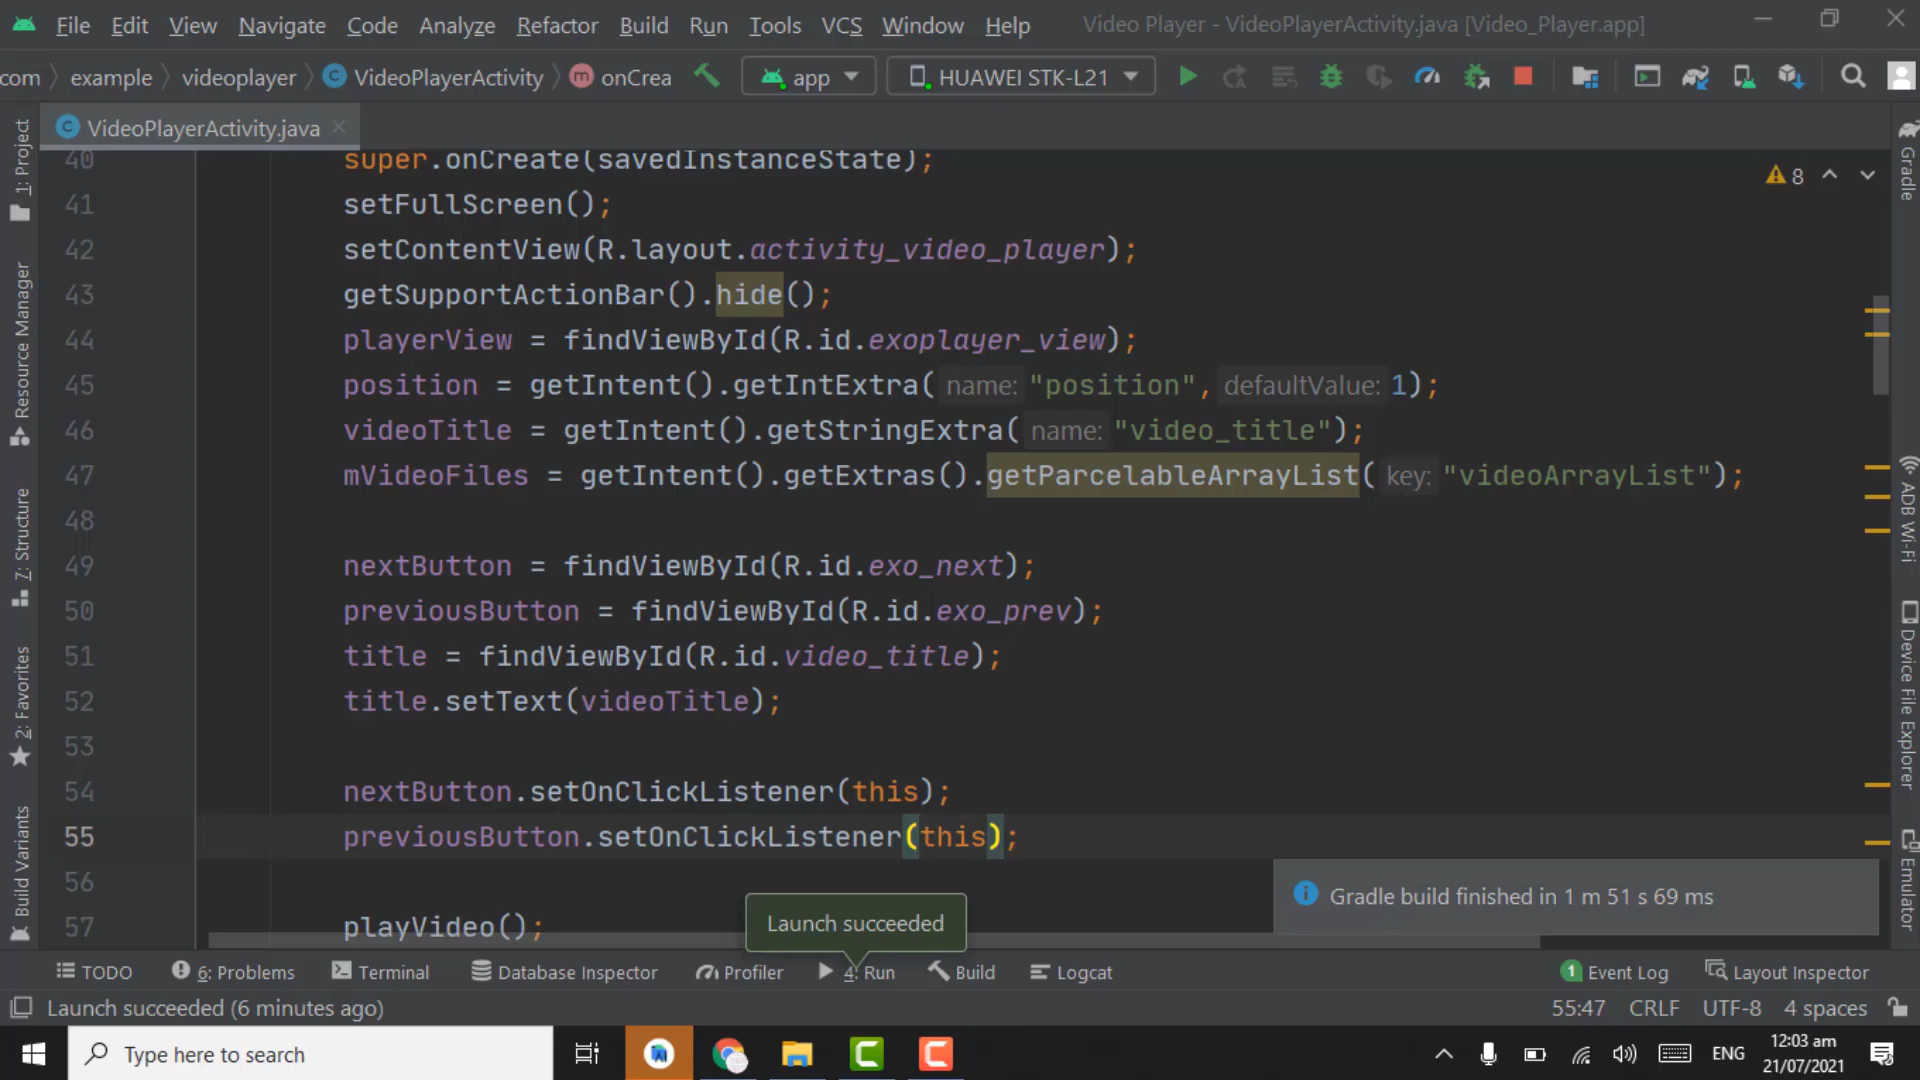 File Edit View Navigate Code Analyze Refactor Build Run Tools VCS Window Help Video Player - VideoPlayerActivity.java [Video_Player.app]
com example videoplayer VideoPlayerActivity onCrea app HUAWEI STK-L21
VideoPlayerActivity.java
40 super.onCreate(savedInstanceState);
41 setFullScreen();
42 setContentView(R.layout.activity_video_player);
43 getSupportActionBar().hide();
44 playerView = findViewById(R.id.exoplayer_view);
45 position = getIntent().getIntExtra( name: "position", defaultValue: 1);
46 videoTitle = getIntent().getStringExtra( name: "video_title");
47 mVideoFiles = getIntent().getExtras().getParcelableArrayList( key: "videoArrayList");
48
49 nextButton = findViewById(R.id.exo_next);
50 previousButton = findViewById(R.id.exo_prev);
51 title = findViewById(R.id.video_title);
52 title.setText(videoTitle);
53
54 nextButton.setOnClickListener(this);
55 previousButton.setOnClickListener(this);
56
57 playVideo();
8
1: Project
Resource Manager
7: Structure
2: Favorites
Build Variants
Gradle
ADB Wi-Fi
Device File Explorer
Emulator
Gradle build finished in 1 m 51 s 69 ms
Launch succeeded
TODO 6: Problems Terminal Database Inspector Profiler 4: Run Build Logcat 1 Event Log Layout Inspector
Launch succeeded (6 minutes ago) 55:47 CRLF UTF-8 4 spaces
Type here to search ENG 12:03 am
21/07/2021